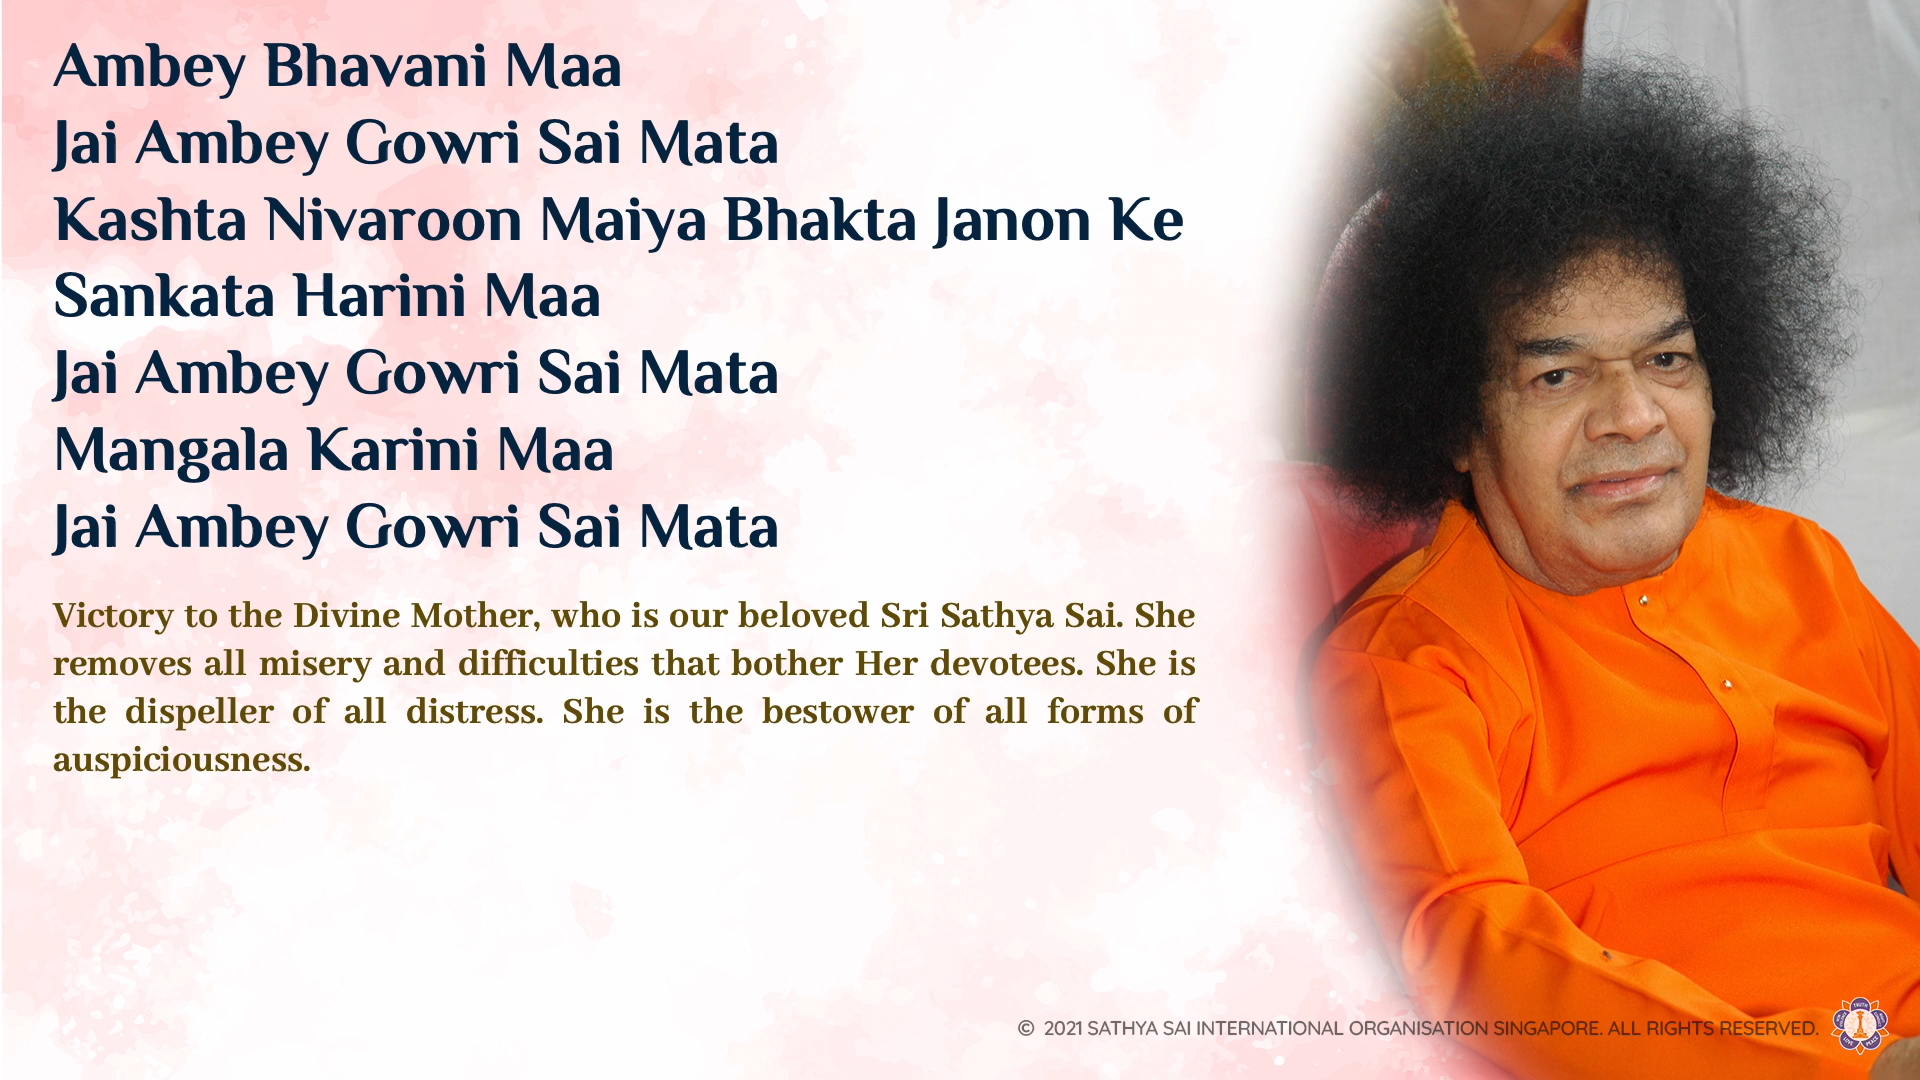 Ambey Bhavani Maa
Jai Ambey Gowri Sai Mata
Kashta Nivaroon Maiya Bhakta Janon Ke
Sankata Harini Maa
Jai Ambey Gowri Sai Mata
Mangala Karini Maa
Jai Ambey Gowri Sai Mata
Victory to the Divine Mother, who is our beloved Sri Sathya Sai. She
removes all misery and difficulties that bother Her devotees. She is
the dispeller of all distress. She is the bestower of all forms of
auspiciousness.
© 2021 SATHYA SAI INTERNATIONAL ORGANISATION SINGAPORE. ALL RIGHTS RESERVED.